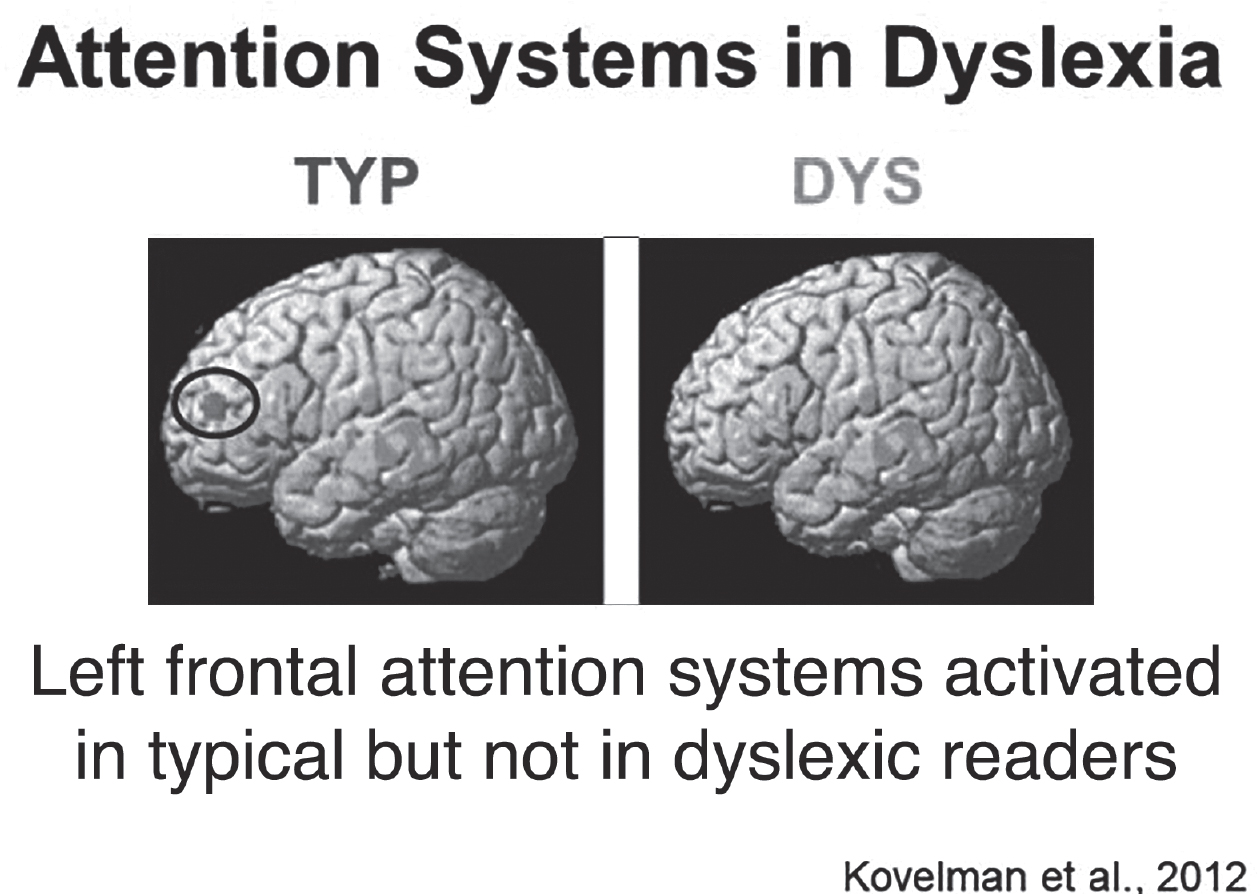 Attention Systems in Dyslexia
TYP
DYS
Left frontal attention systems activated
in typical but not in dyslexic readers
Kovelman et al., 2012